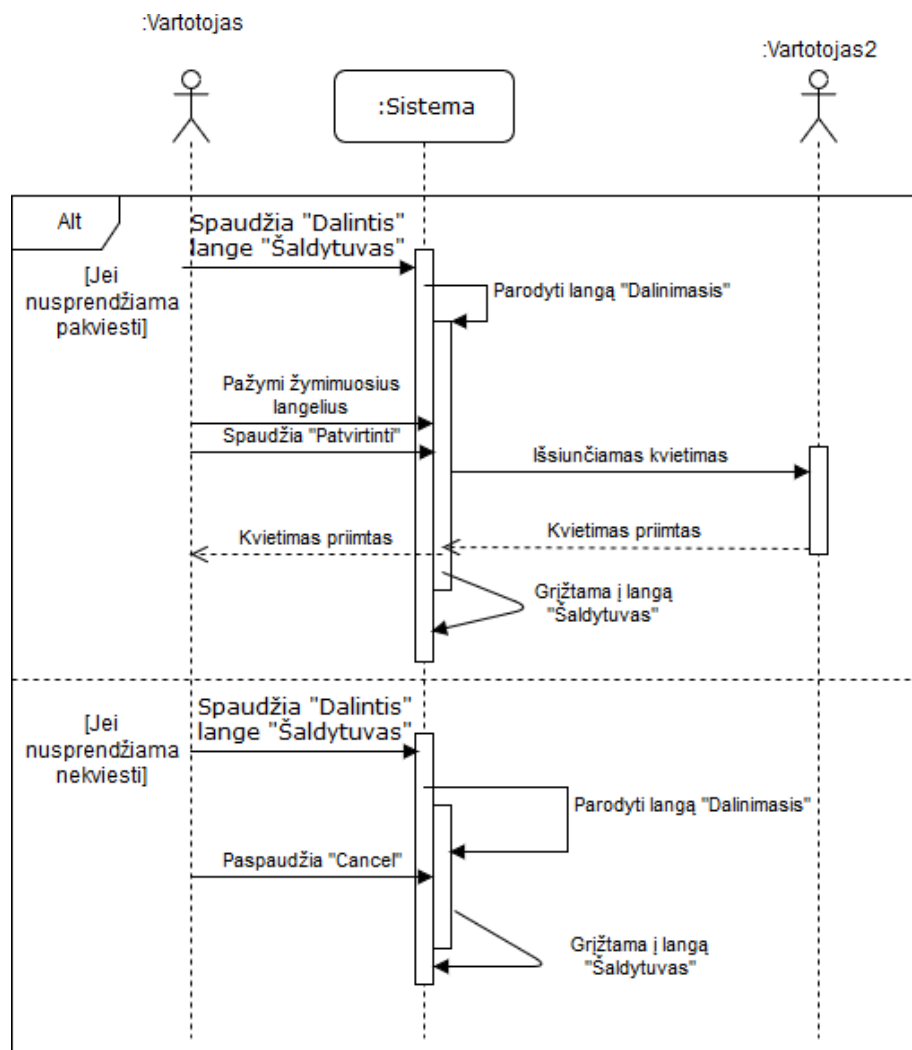 :Vartotojas
:Vartotojas2
:Sistema
Alt
Spaudžia "Dalintis"
lange "Šaldytuvas"
[Jei
nusprendžiama
pakviesti]
Parodyti langą "Dalinimasis"
Pažymi žymimuosius
langelius
Spaudžia "Patvirtinti"
Išsiunčiamas kvietimas
Kvietimas priimtas
Kvietimas priimtas
Grįžtama į langą
"Šaldytuvas"
Spaudžia "Dalintis"
lange "Šaldytuvas"
[Jei
nusprendžiama
nekviesti]
Parodyti langą "Dalinimasis"
Paspaudžia "Cancel"
Grįžtama į langą
"Šaldytuvas"